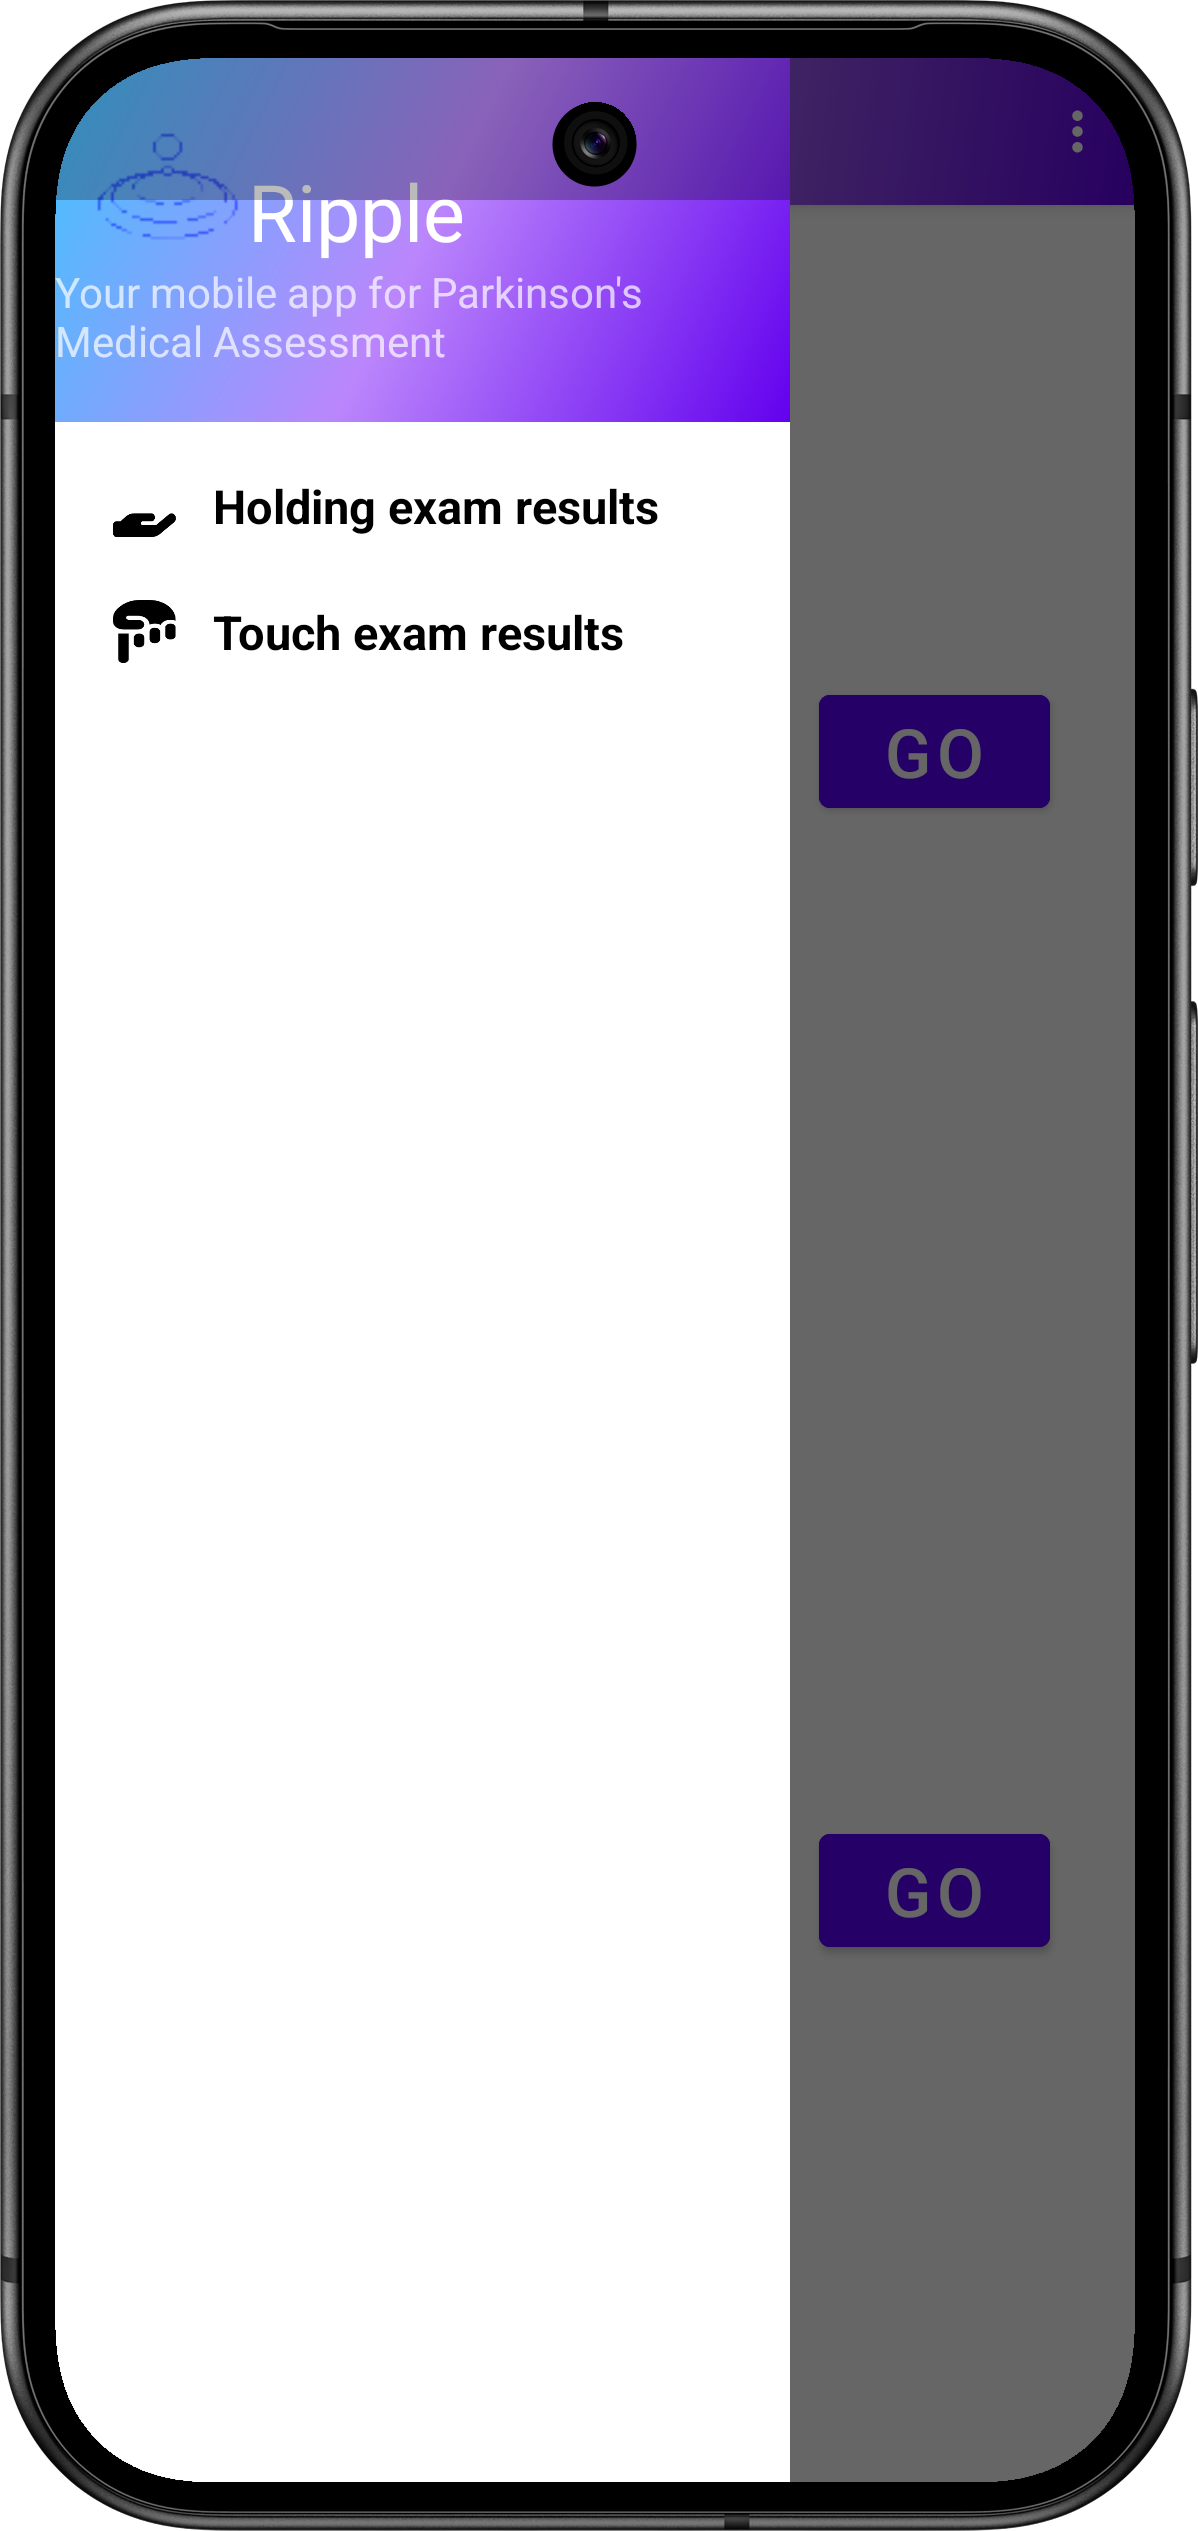 Ripple
Your mobile app for Parkinson's
Medical Assessment
Holding exam results
Touch exam results
GO
GO